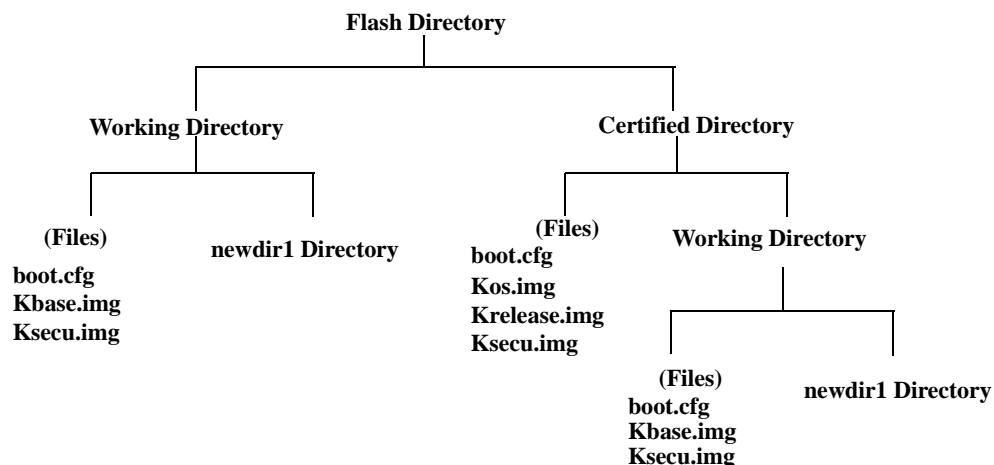 Flash Directory
Working Directory
Certified Directory
(Files)
boot.cfg
Kbase.img
Ksecu.img
newdir1 Directory
(Files)
boot.cfg
Kos.img
Krelease.img
Ksecu.img
Working Directory
(Files)
boot.cfg
Kbase.img
Ksecu.img
newdir1 Directory